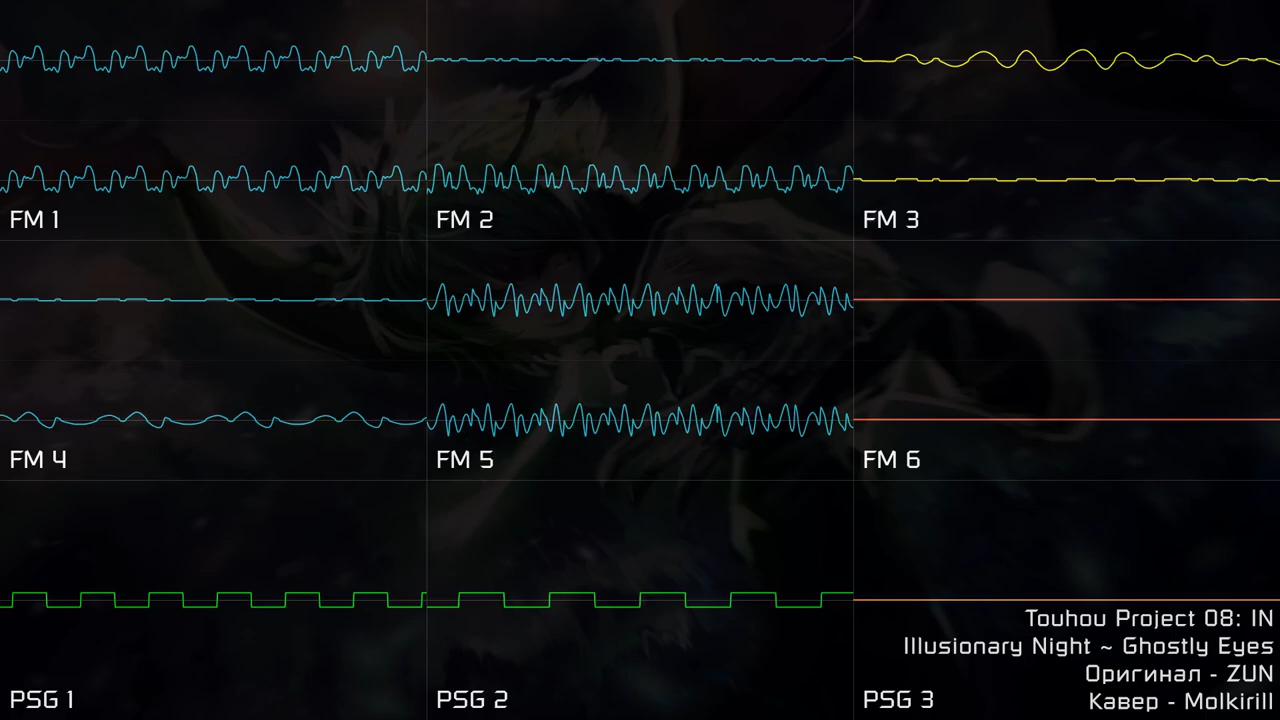 FM 1
FM 2
FM 3
FM 4
FM 5
FM 6
PSG 1
PSG 2
PSG 3
Touhou Project 08: IN
Illusionary Night ~ Ghostly Eyes
Оригинал - ZUN
Кавер - Molkirill